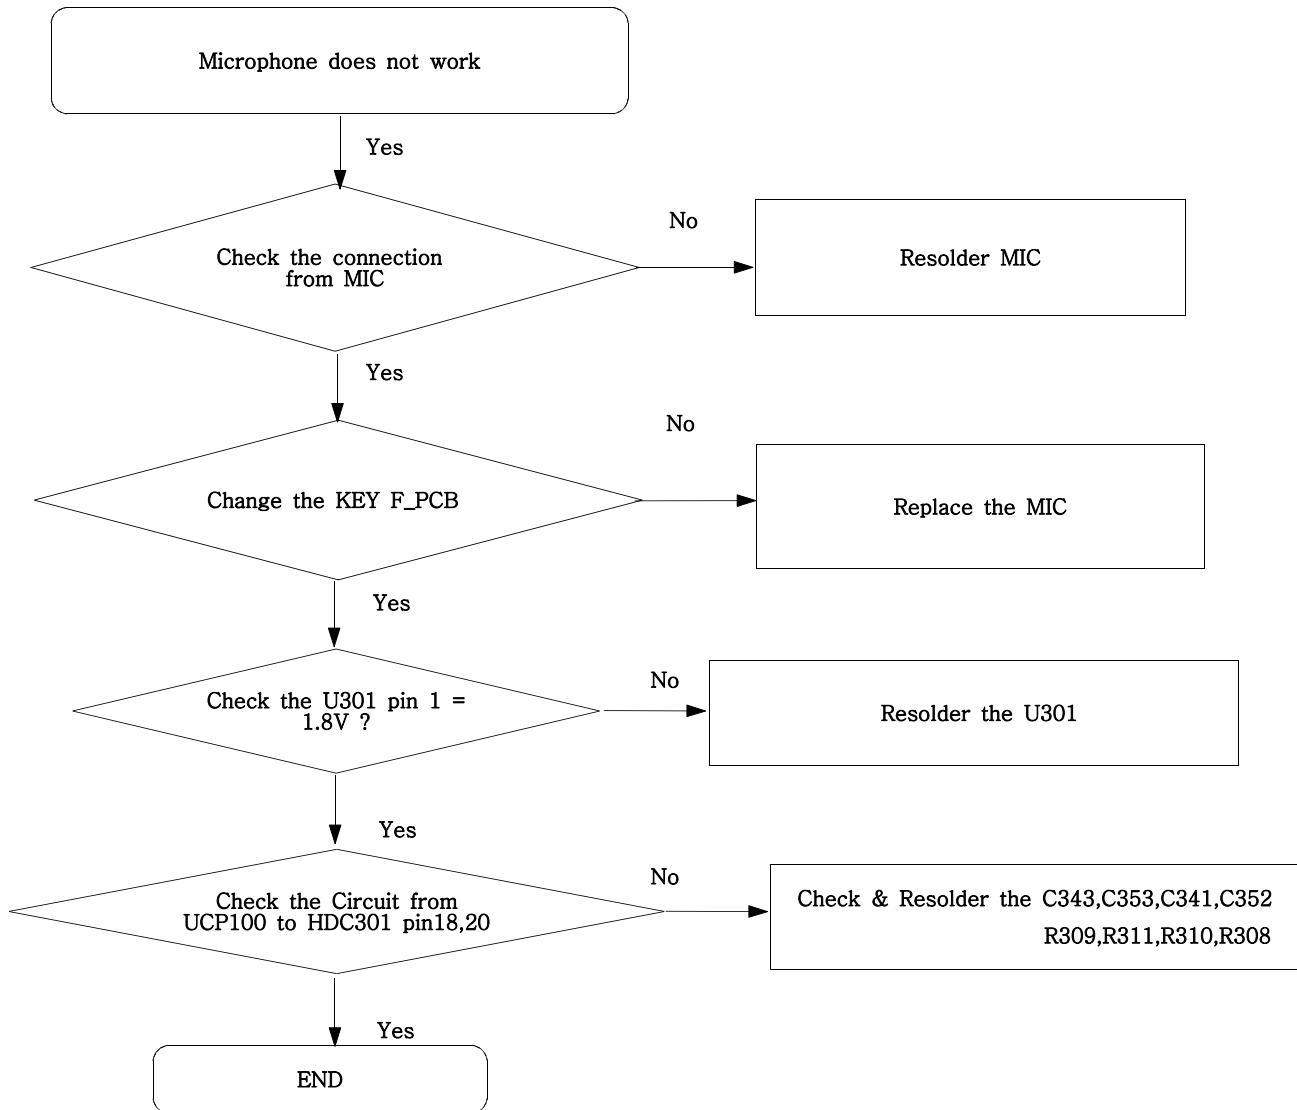 Microphone does not work
Yes
Check the connection
from MIC
No
Resolder MIC
Yes
Change the KEY F_PCB
No
Replace the MIC
Yes
Check the U301 pin 1 =
1.8V ?
No
Resolder the U301
Yes
Check the Circuit from
UCP100 to HDC301 pin18,20
No
Check & Resolder the C343,C353,C341,C352
R309,R311,R310,R308
Yes
END